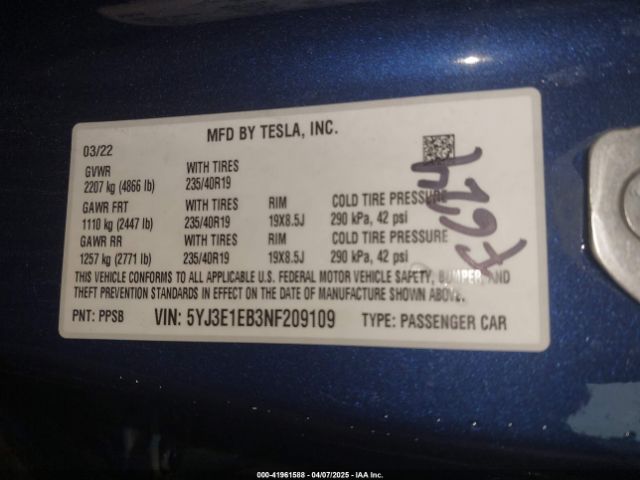 MFD BY TESLA, INC.
03/22
GVWR WITH TIRES
2207 kg (4866 lb) 235/40R19
GAWR FRT WITH TIRES RIM COLD TIRE PRESSURE
1110 kg (2447 lb) 235/40R19 19X8.5J 290 kPa, 42 psi
GAWR RR WITH TIRES RIM COLD TIRE PRESSURE
1257 kg (2771 lb) 235/40R19 19X8.5J 290 kPa, 42 psi
THIS VEHICLE CONFORMS TO ALL APPLICABLE U.S. FEDERAL MOTOR VEHICLE SAFETY, BUMPER, AND
THEFT PREVENTION STANDARDS IN EFFECT ON THE DATE OF MANUFACTURE SHOWN ABOVE.
PNT: PPSB VIN: 5YJ3E1EB3NF209109 TYPE: PASSENGER CAR
000-41961588 - 04/07/2025 - IAA Inc.